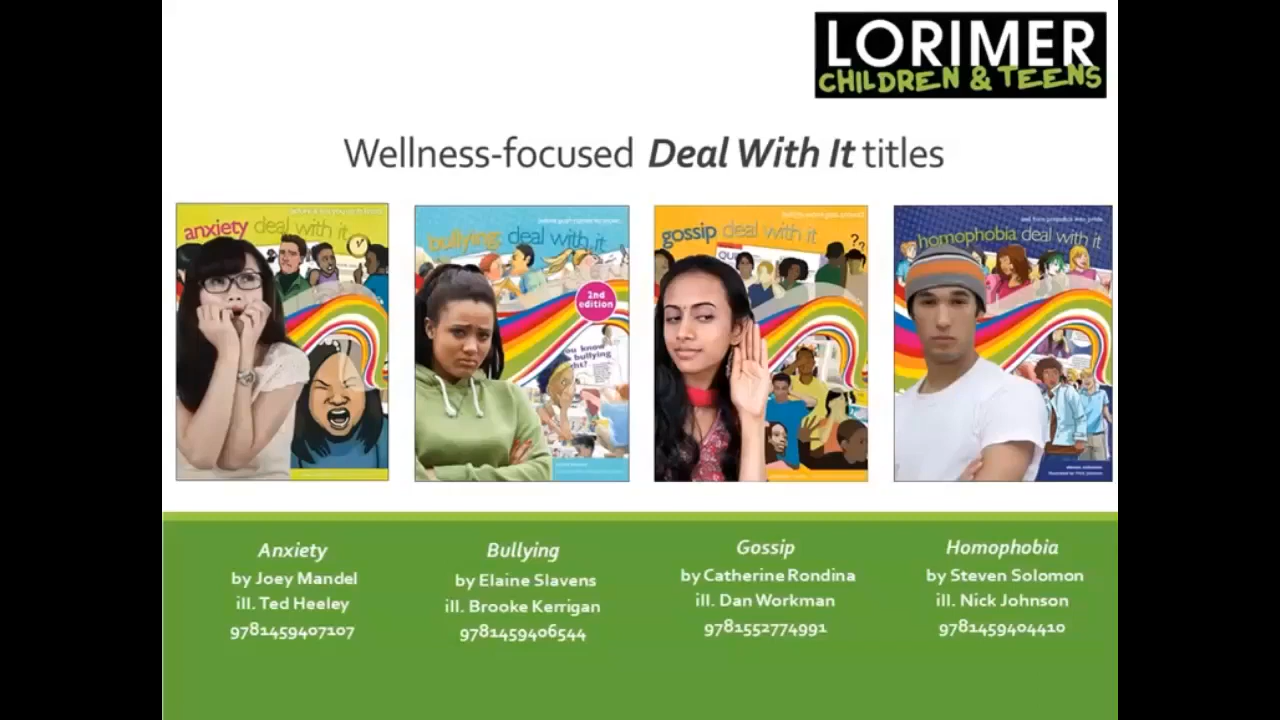 LORIMER
CHILDREN & TEENS
Wellness-focused Deal With It titles
anxiety deal with it
bullying deal with it
2nd
edition
gossip deal with it
??
homophobia deal with it
Anxiety
by Joey Mandel
ill. Ted Heeley
9781459407107
Bullying
by Elaine Slavens
ill. Brooke Kerrigan
9781459406544
Gossip
by Catherine Rondina
ill. Dan Workman
9781552774991
Homophobia
by Steven Solomon
ill. Nick Johnson
9781459404410